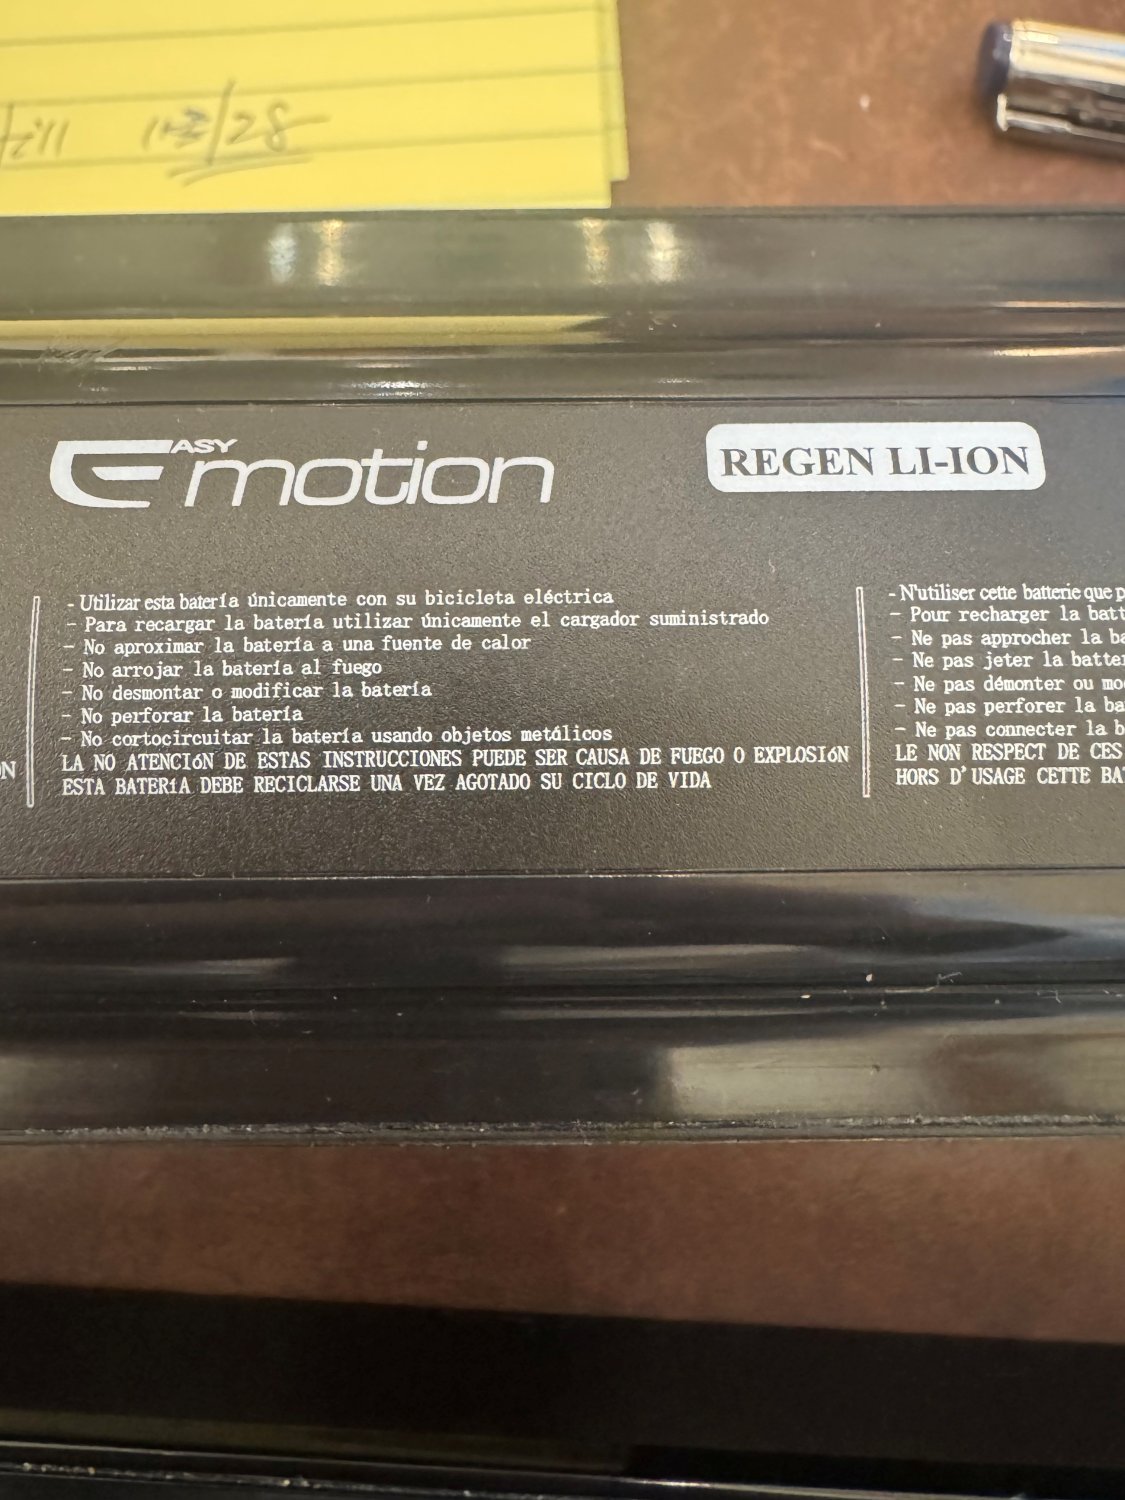 EASY motion
REGEN LI-ION
- Utilizar esta batería únicamente con su bicicleta eléctrica
- Para recargar la batería utilizar únicamente el cargador suministrado
- No aproximar la batería a una fuente de calor
- No arrojar la batería al fuego
- No desmontar o modificar la batería
- No perforar la batería
- No cortocircuitar la batería usando objetos metálicos
LA NO ATENCIóN DE ESTAS INSTRUCCIONES PUEDE SER CAUSA DE FUEGO O EXPLOSIóN
ESTA BATERíA DEBE RECICLARSE UNA VEZ AGOTADO SU CICLO DE VIDA
- N'utiliser cette batterie que
- Pour recharger la
- Ne pas approcher la
- Ne pas jeter la
- Ne pas démonter ou
- Ne pas perforer la
- Ne pas connecter la
LE NON RESPECT DE CES
HORS D'USAGE CETTE